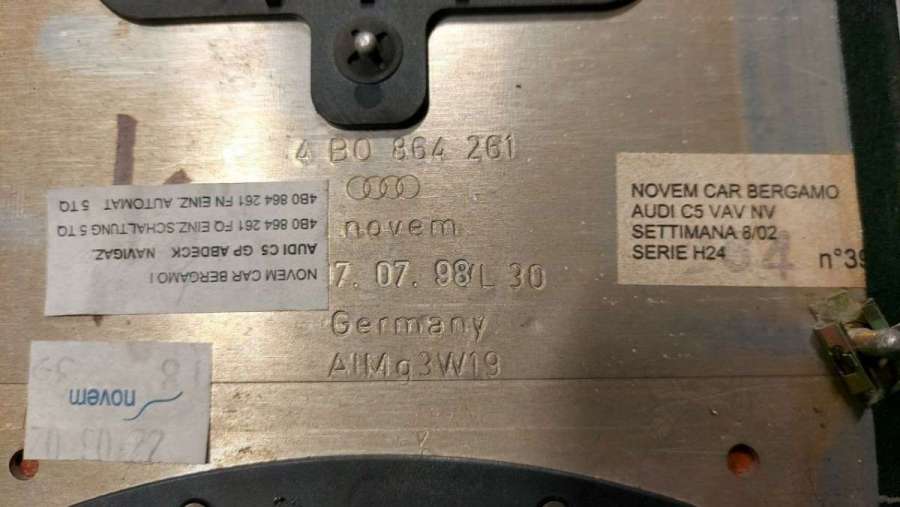 4 B0 864 261
novem
7. 07. 98/L 30
Germany
AlMg3W19
NOVEM CAR BERGAMO I
AUDI C5 GP ABDECK NAVIGAZ.
4B0 864 261 FQ EINZ.SCHALTUNG 5 TQ
4B0 864 261 FN EINZ. AUTOMAT 5 TQ
NOVEM CAR BERGAMO
AUDI C5 VAV NV
SETTIMANA 8/02
SERIE H24
n°39
novem